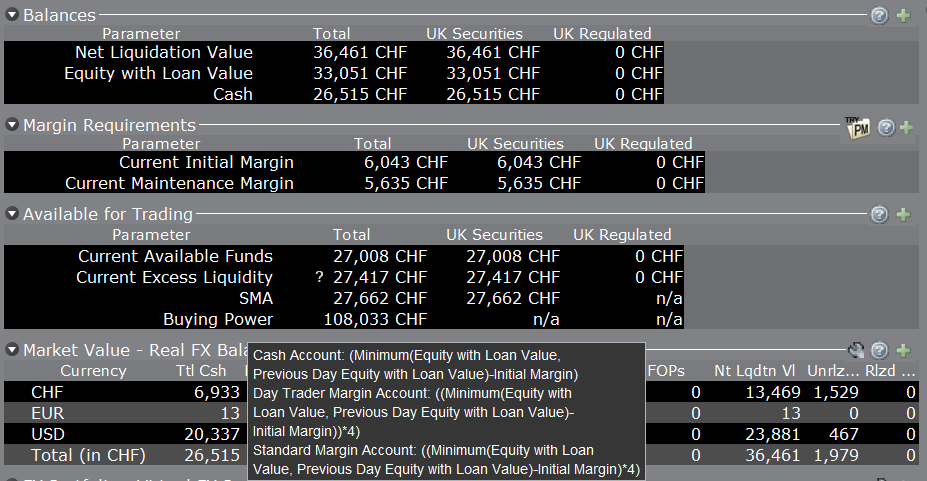 Balances
Parameter Total UK Securities UK Regulated
Net Liquidation Value 36,461 CHF 36,461 CHF 0 CHF
Equity with Loan Value 33,051 CHF 33,051 CHF 0 CHF
Cash 26,515 CHF 26,515 CHF 0 CHF
Margin Requirements TRY PM
Parameter Total UK Securities UK Regulated
Current Initial Margin 6,043 CHF 6,043 CHF 0 CHF
Current Maintenance Margin 5,635 CHF 5,635 CHF 0 CHF
Available for Trading
Parameter Total UK Securities UK Regulated
Current Available Funds 27,008 CHF 27,008 CHF 0 CHF
Current Excess Liquidity ? 27,417 CHF 27,417 CHF 0 CHF
SMA 27,662 CHF 27,662 CHF n/a
Buying Power 108,033 CHF n/a n/a
Market Value - Real FX Bala
Currency Ttl Csh FOPs Nt Lqdtn Vl Unrlz... Rlzd ...
CHF 6,933 0 13,469 1,529 0
EUR 13 0 13 0 0
USD 20,337 0 23,881 467 0
Total (in CHF) 26,515 0 36,461 1,979 0
Cash Account: (Minimum(Equity with Loan Value,
Previous Day Equity with Loan Value)-Initial Margin)
Day Trader Margin Account: ((Minimum(Equity with
Loan Value, Previous Day Equity with Loan Value)-
Initial Margin))*4)
Standard Margin Account: ((Minimum(Equity with Loan
Value, Previous Day Equity with Loan Value)-Initial Margin)*4)